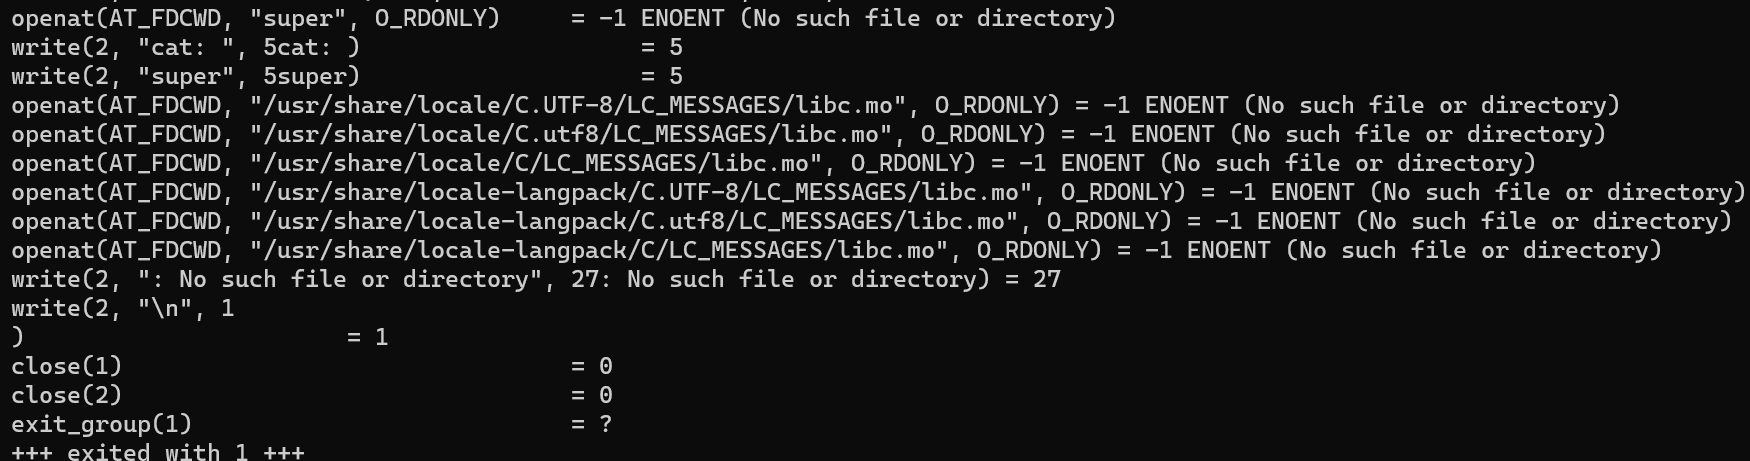 openat(AT_FDCWD, "super", O_RDONLY)     = -1 ENOENT (No such file or directory)
write(2, "cat: ", 5cat: )                    = 5
write(2, "super", 5super)                    = 5
openat(AT_FDCWD, "/usr/share/locale/C.UTF-8/LC_MESSAGES/libc.mo", O_RDONLY) = -1 ENOENT (No such file or directory)
openat(AT_FDCWD, "/usr/share/locale/C.utf8/LC_MESSAGES/libc.mo", O_RDONLY) = -1 ENOENT (No such file or directory)
openat(AT_FDCWD, "/usr/share/locale/C/LC_MESSAGES/libc.mo", O_RDONLY) = -1 ENOENT (No such file or directory)
openat(AT_FDCWD, "/usr/share/locale-langpack/C.UTF-8/LC_MESSAGES/libc.mo", O_RDONLY) = -1 ENOENT (No such file or directory)
openat(AT_FDCWD, "/usr/share/locale-langpack/C.utf8/LC_MESSAGES/libc.mo", O_RDONLY) = -1 ENOENT (No such file or directory)
openat(AT_FDCWD, "/usr/share/locale-langpack/C/LC_MESSAGES/libc.mo", O_RDONLY) = -1 ENOENT (No such file or directory)
write(2, ": No such file or directory", 27: No such file or directory) = 27
write(2, "\n", 1
)                       = 1
close(1)                                = 0
close(2)                                = 0
exit_group(1)                           = ?
+++ exited with 1 +++